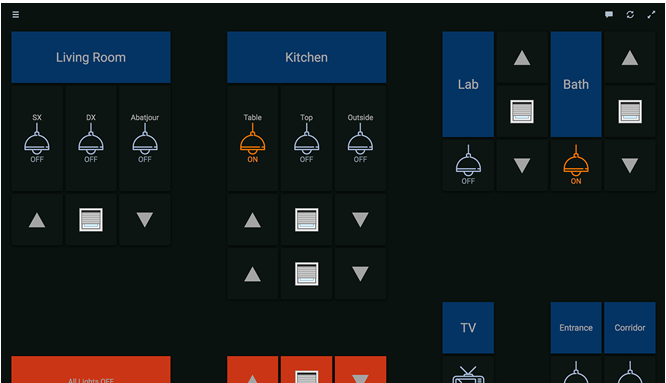 Living Room
Kitchen
Lab
Bath
SX
DX
Abatjour
Table
Top
Outside
OFF
OFF
OFF
ON
OFF
OFF
OFF
ON
TV
Entrance
Corridor
All Lights OFF